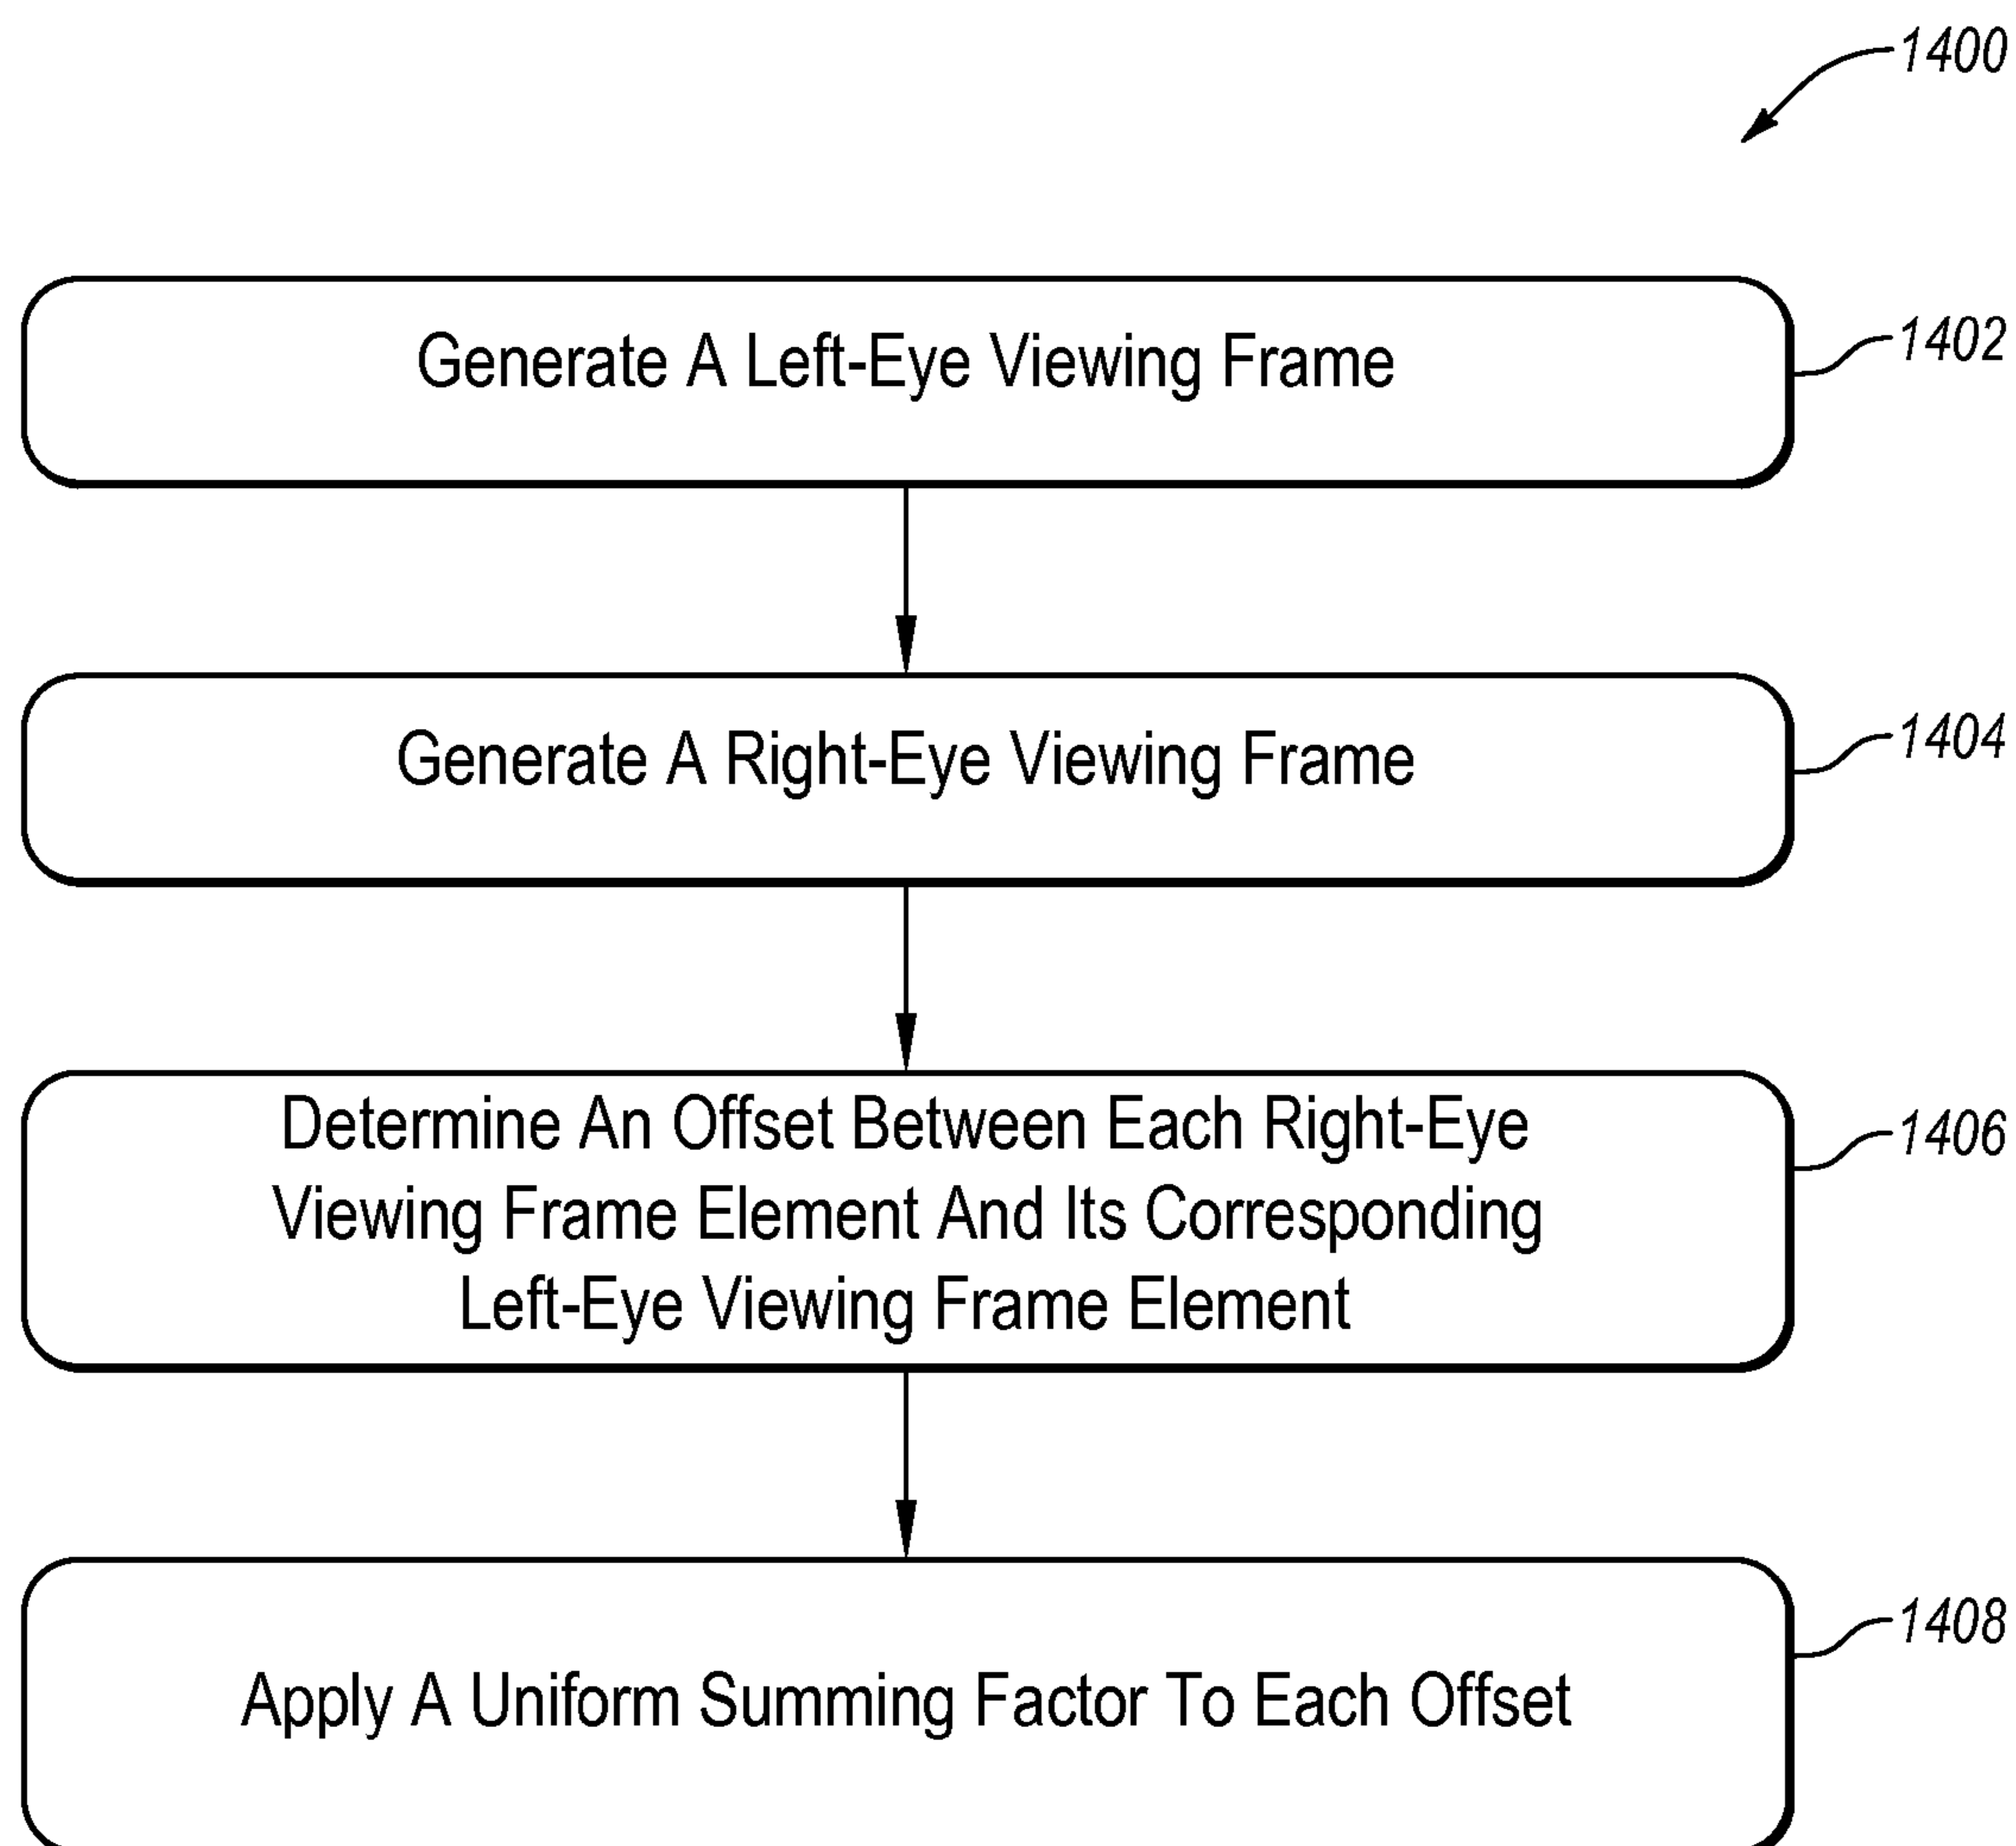 1400
Generate A Left-Eye Viewing Frame
1402
Generate A Right-Eye Viewing Frame
1404
Determine An Offset Between Each Right-Eye
Viewing Frame Element And Its Corresponding
Left-Eye Viewing Frame Element
1406
Apply A Uniform Summing Factor To Each Offset
1408